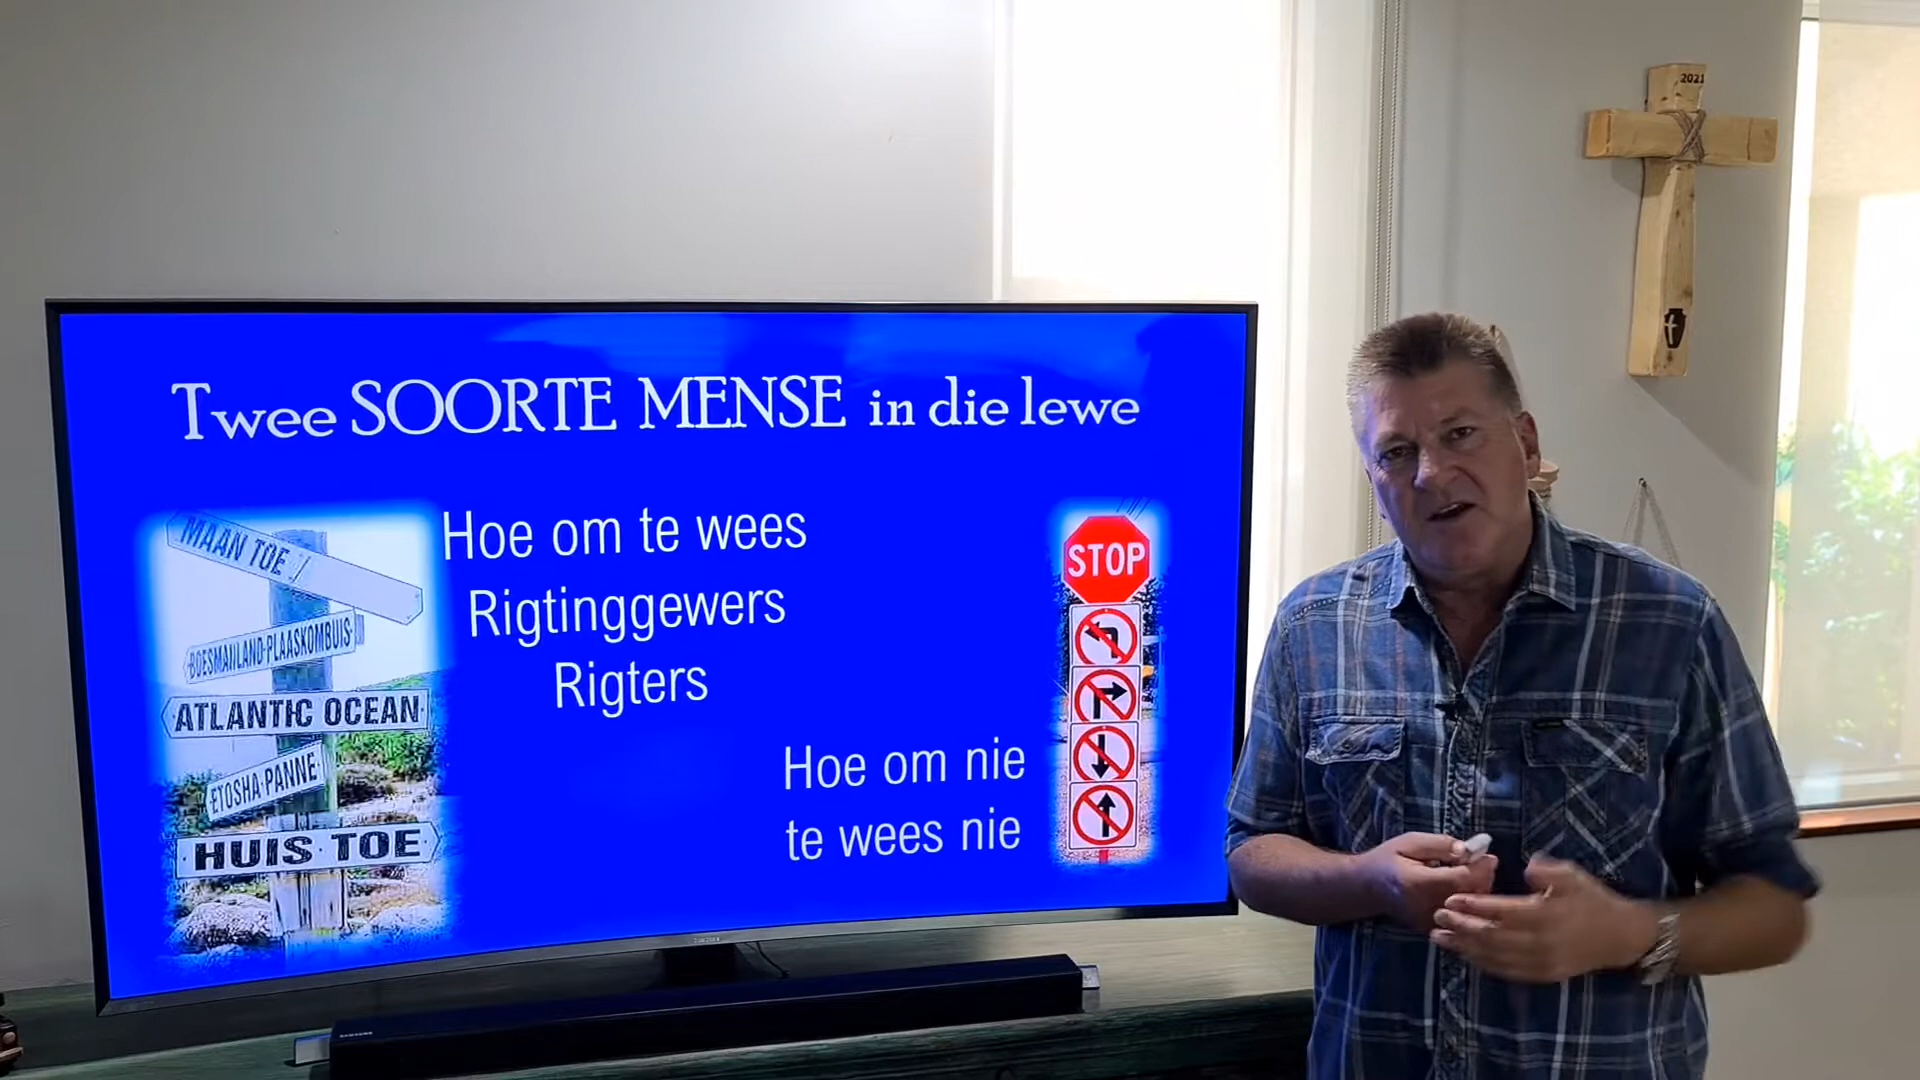 Twee SOORTE MENSE in die lewe
MAAN TOE
BOESMANLAND-PLAASKOMBUIS
ATLANTIC OCEAN
ETOSHA-PANNE
HUIS TOE
Hoe om te wees
Rigtinggewers
Rigters
Hoe om nie
te wees nie
STOP
2021
SAMSUNG